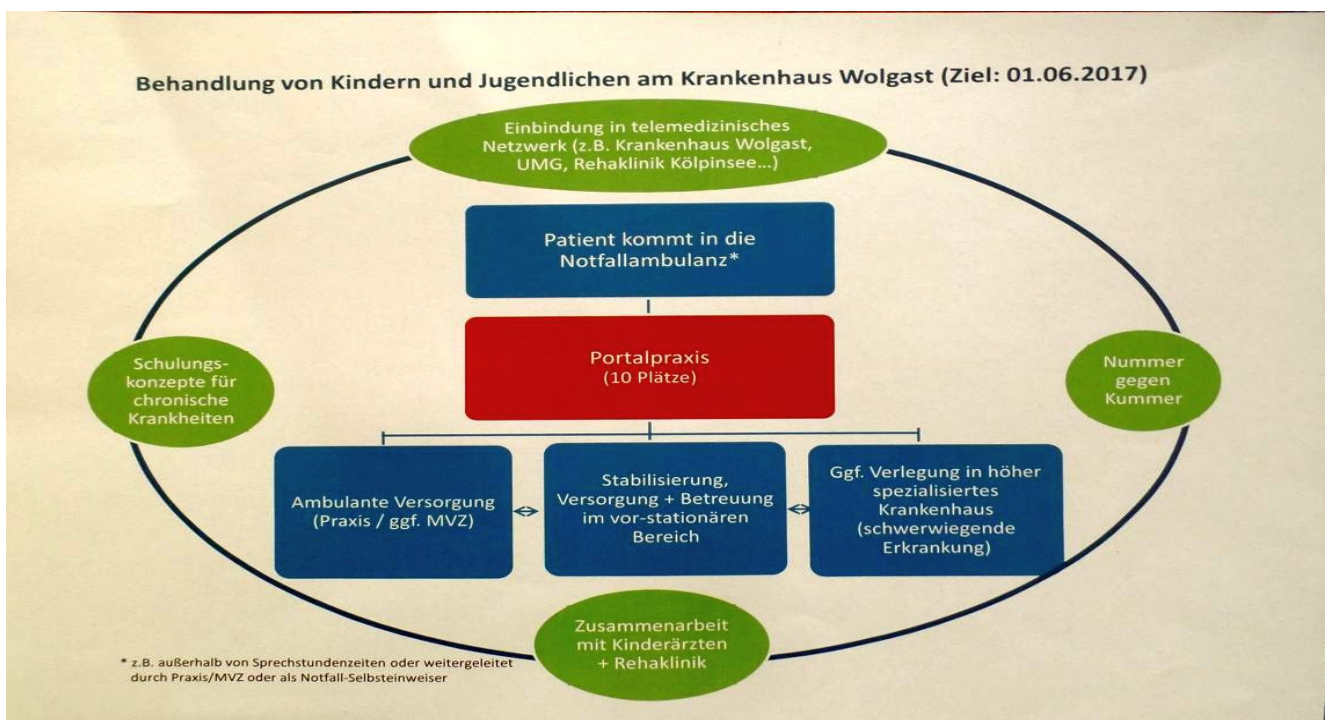 Behandlung von Kindern und Jugendlichen am Krankenhaus Wolgast (Ziel: 01.06.2017)
Einbindung in telemedizinisches
Netzwerk (z.B. Krankenhaus Wolgast,
UMG, Rehaklinik Kölpinsee...)
Patient kommt in die
Notfallambulanz*
Portalpraxis
(10 Plätze)
Schulungs-
konzepte für
chronische
Krankheiten
Nummer
gegen
Kummer
Ambulante Versorgung
(Praxis / ggf. MVZ)
Stabilisierung,
Versorgung + Betreuung
im vor-stationären
Bereich
Ggf. Verlegung in höher
spezialisiertes
Krankenhaus
(schwerwiegende
Erkrankung)
Zusammenarbeit
mit Kinderärzten
+ Rehaklinik
* z.B. außerhalb von Sprechstundenzeiten oder weitergeleitet
durch Praxis/MVZ oder als Notfall-Selbsteinweiser